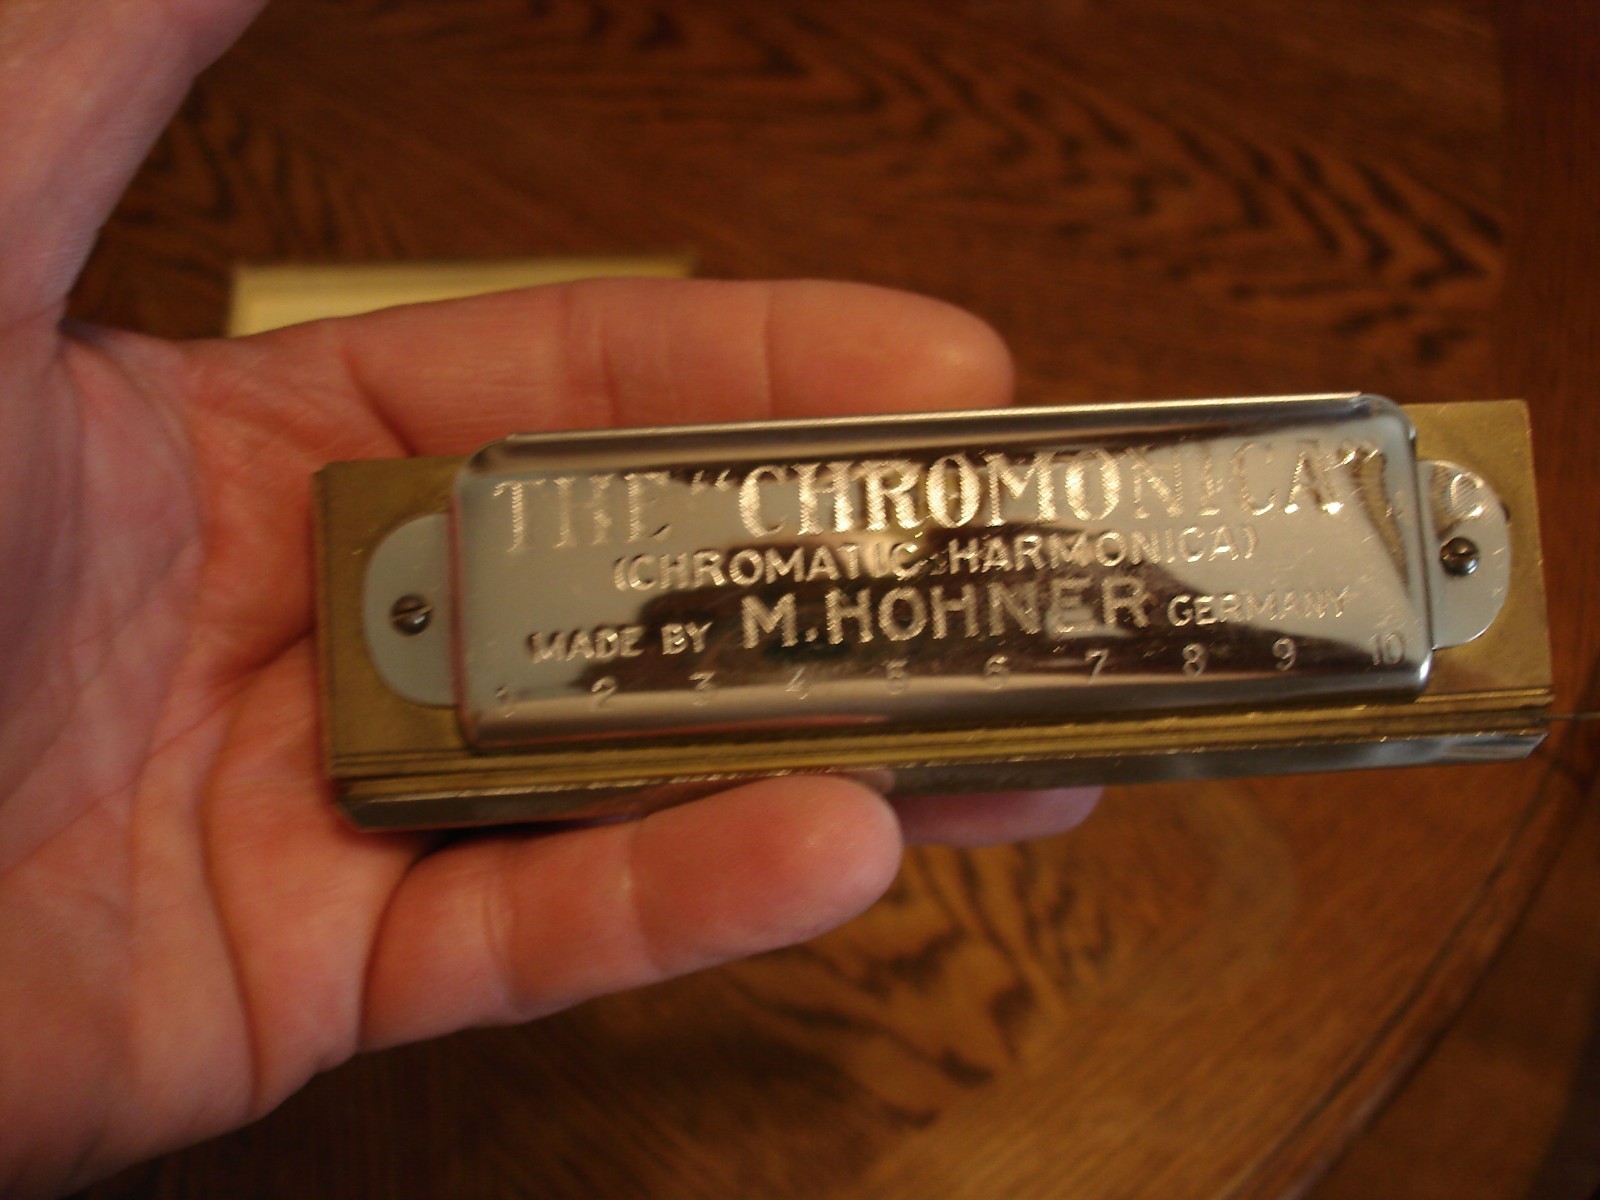 THE "CHROMONICA" C
(CHROMATIC HARMONICA)
MADE BY M.HOHNER GERMANY
1 2 3 4 5 6 7 8 9 10